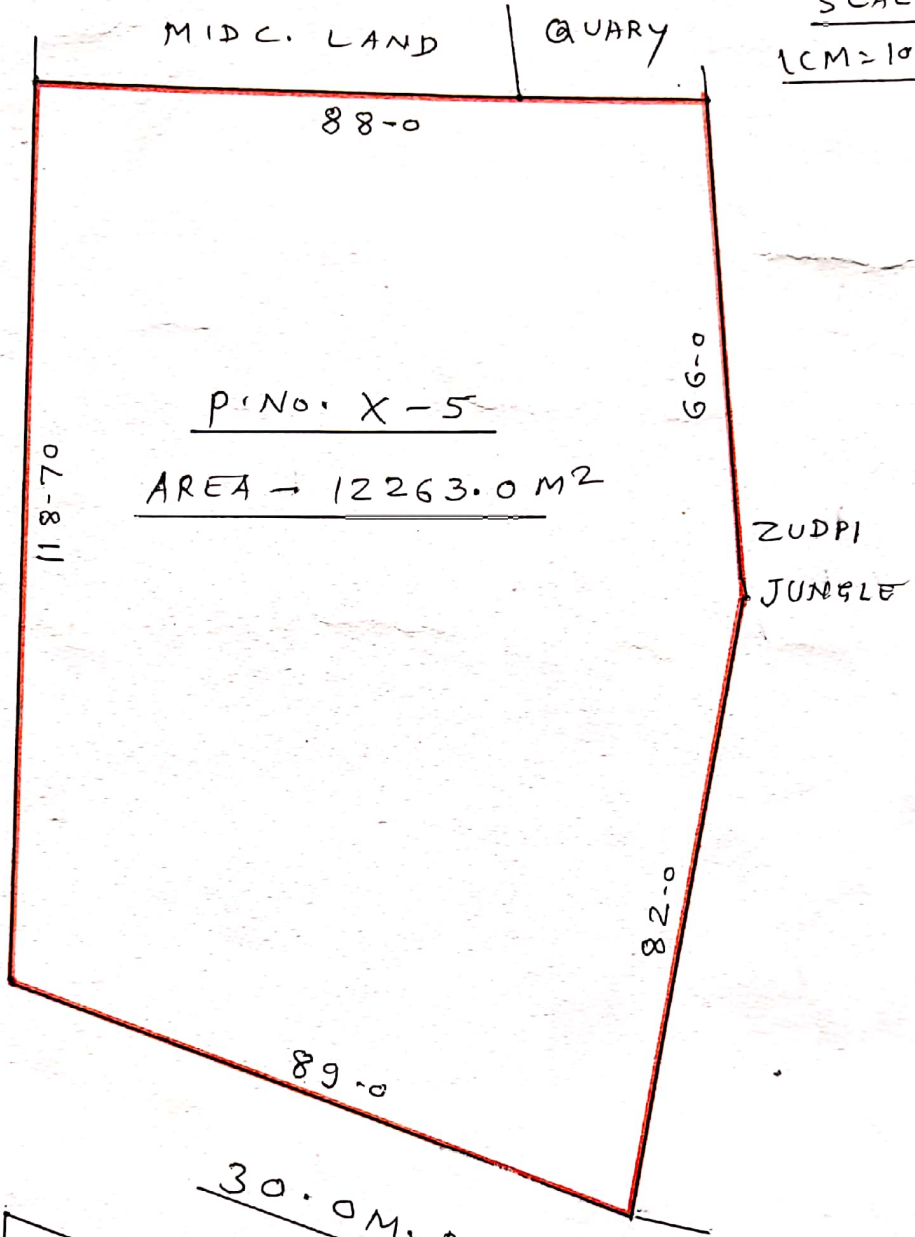 MIDC. LAND
QUARY
1CM=10
88-0
66-0
P.No. X-5
118-70
AREA - 12263.0 M2
ZUDPI
JUNGLE
82-0
89-0
30.0M.